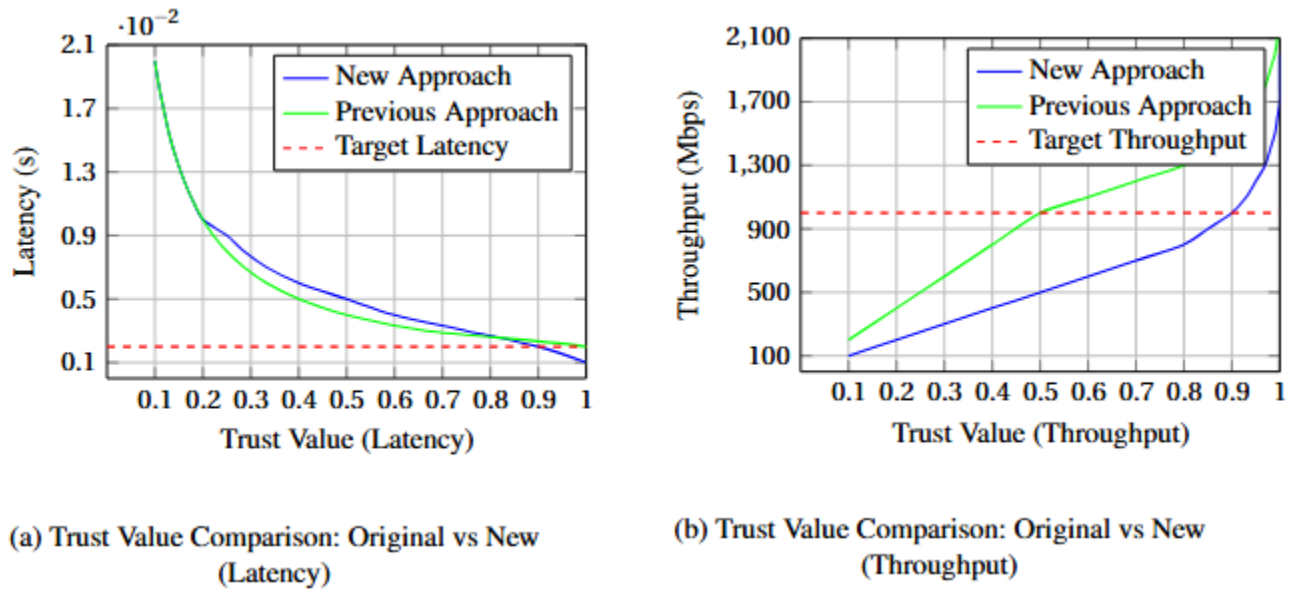 ·10−2
2.1
1.7
1.3
0.9
0.5
0.1
Latency (s)
New Approach
Previous Approach
Target Latency
0.1 0.2 0.3 0.4 0.5 0.6 0.7 0.8 0.9 1
Trust Value (Latency)
(a) Trust Value Comparison: Original vs New
(Latency)
2,100
1,700
1,300
900
500
100
Throughput (Mbps)
New Approach
Previous Approach
Target Throughput
0.1 0.2 0.3 0.4 0.5 0.6 0.7 0.8 0.9 1
Trust Value (Throughput)
(b) Trust Value Comparison: Original vs New
(Throughput)